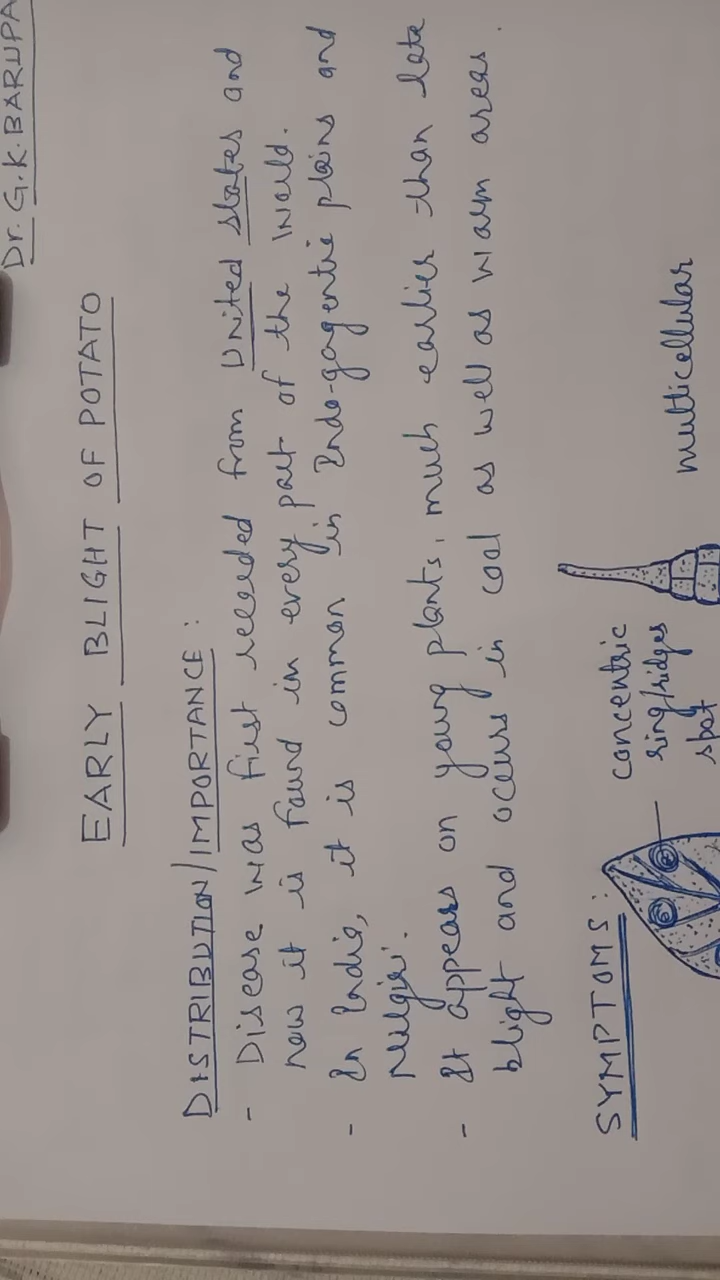 Dr. G.K. BARUPA
EARLY BLIGHT OF POTATO
DISTRIBUTION/IMPORTANCE:
- Disease was first recorded from United states and
now it is found in every part of the world.
- In India, it is common in Indo-gagentic plains and
Nilgiri.
- It appears on young plants, much earlier than late
blight and occurs in cool as well as warm areas.
SYMPTOMS:
concentric
ring/ridges
spot
multicellular